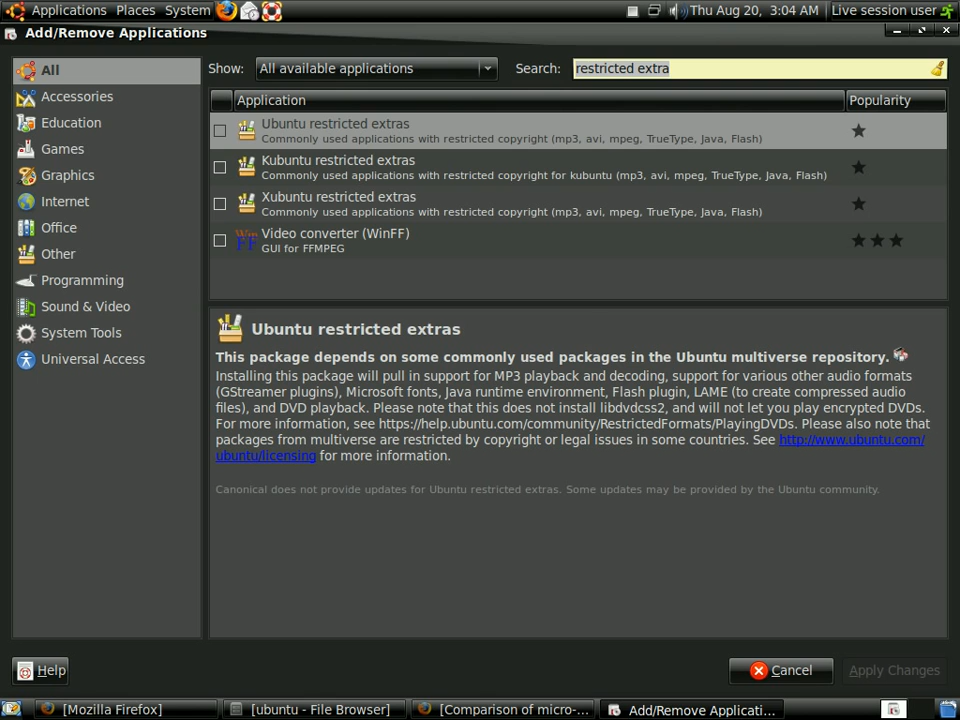 Applications Places System Thu Aug 20, 3:04 AM Live session user
Add/Remove Applications
Show: All available applications Search: restricted extra
All
Accessories
Education
Games
Graphics
Internet
Office
Other
Programming
Sound & Video
System Tools
Universal Access
Application Popularity
Ubuntu restricted extras
Commonly used applications with restricted copyright (mp3, avi, mpeg, TrueType, Java, Flash)
Kubuntu restricted extras
Commonly used applications with restricted copyright for kubuntu (mp3, avi, mpeg, TrueType, Java, Flash)
Xubuntu restricted extras
Commonly used applications with restricted copyright (mp3, avi, mpeg, TrueType, Java, Flash)
Video converter (WinFF)
GUI for FFMPEG
Ubuntu restricted extras
This package depends on some commonly used packages in the Ubuntu multiverse repository.
Installing this package will pull in support for MP3 playback and decoding, support for various other audio formats
(GStreamer plugins), Microsoft fonts, Java runtime environment, Flash plugin, LAME (to create compressed audio
files), and DVD playback. Please note that this does not install libdvdcss2, and will not let you play encrypted DVDs.
For more information, see https://help.ubuntu.com/community/RestrictedFormats/PlayingDVDs. Please also note that
packages from multiverse are restricted by copyright or legal issues in some countries. See http://www.ubuntu.com/
ubuntu/licensing for more information.
Canonical does not provide updates for Ubuntu restricted extras. Some updates may be provided by the Ubuntu community.
Help Cancel Apply Changes
[Mozilla Firefox] [ubuntu - File Browser] [Comparison of micro-... Add/Remove Applicati...